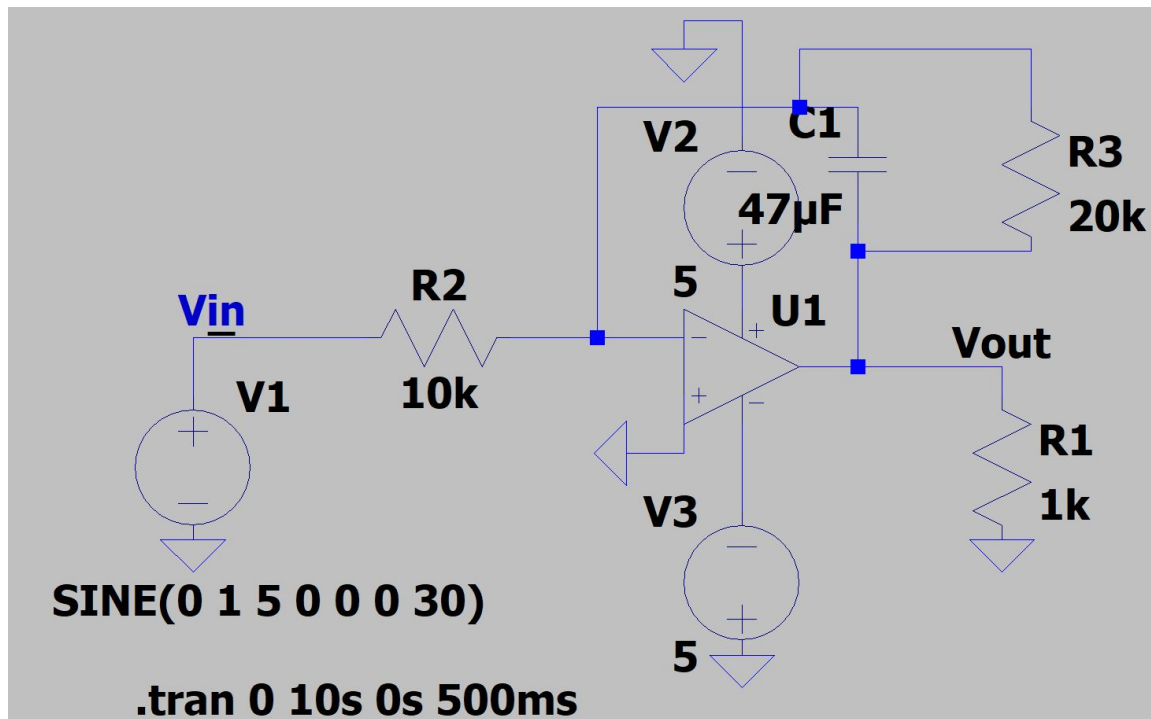 C1
V2
R3
47µF
20k
5
R2
U1
Vin
Vout
10k
V1
R1
V3
1k
SINE(0 1 5 0 0 0 30)
5
.tran 0 10s 0s 500ms